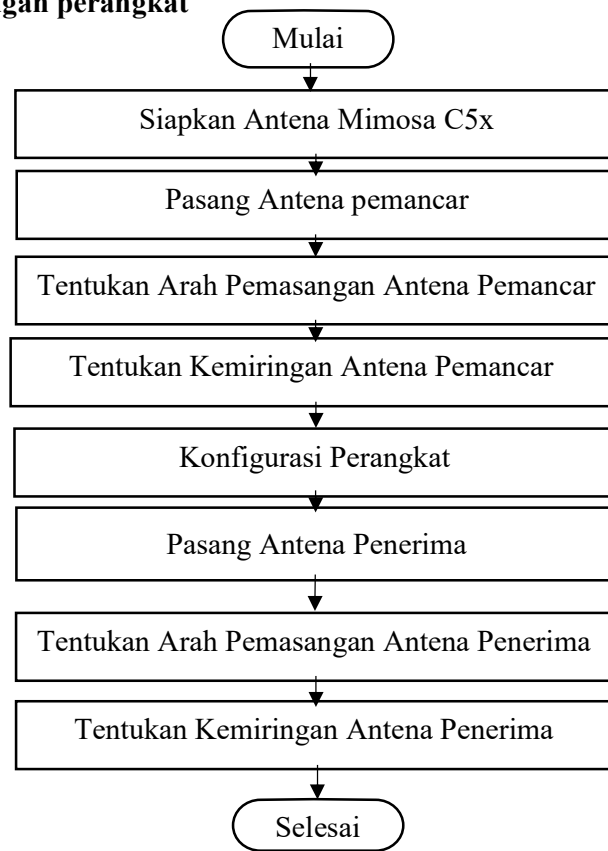 perangkat
Mulai
Siapkan Antena Mimosa C5x
Pasang Antena pemancar
Tentukan Arah Pemasangan Antena Pemancar
Tentukan Kemiringan Antena Pemancar
Konfigurasi Perangkat
Pasang Antena Penerima
Tentukan Arah Pemasangan Antena Penerima
Tentukan Kemiringan Antena Penerima
Selesai